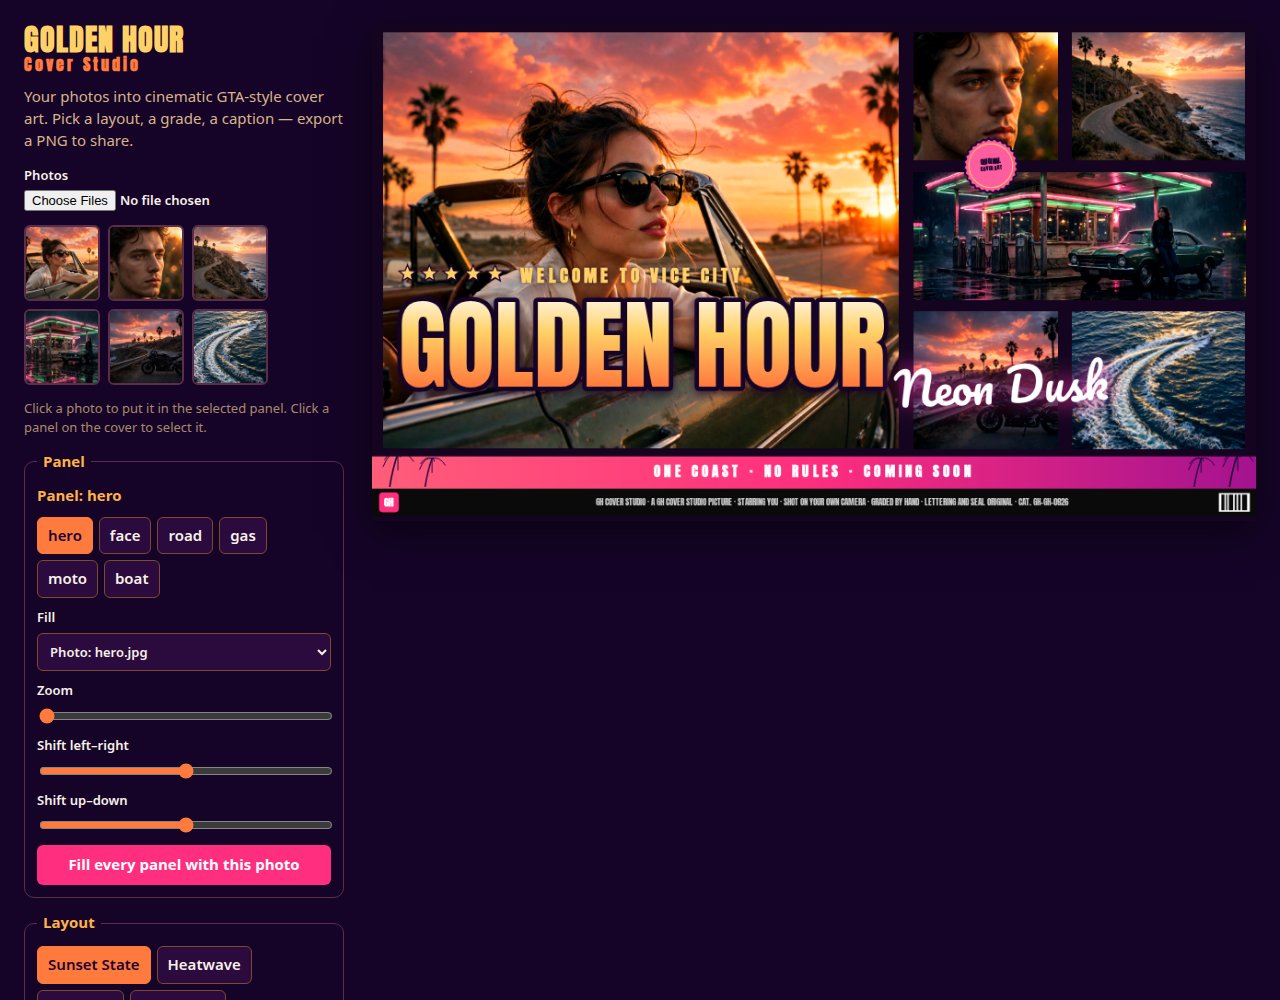 GOLDEN HOUR
Cover Studio
Your photos into cinematic GTA-style cover
art. Pick a layout, a grade, a caption — export
a PNG to share.
Photos
Choose Files No file chosen
Click a photo to put it in the selected panel. Click a
panel on the cover to select it.
Panel
Panel: hero
hero face road gas
moto boat
Fill
Photo: hero.jpg
Zoom
Shift left–right
Shift up–down
Fill every panel with this photo
Layout
Sunset State Heatwave
ORIGINAL
COVER ART
WELCOME TO VICE CITY
GOLDEN HOUR
Neon Dusk
ONE COAST · NO RULES · COMING SOON
GH
GH COVER STUDIO · A GH COVER STUDIO PICTURE · STARRING YOU · SHOT ON YOUR OWN CAMERA · GRADED BY HAND · LETTERING AND SEAL ORIGINAL · CAT. GH-GH-0826